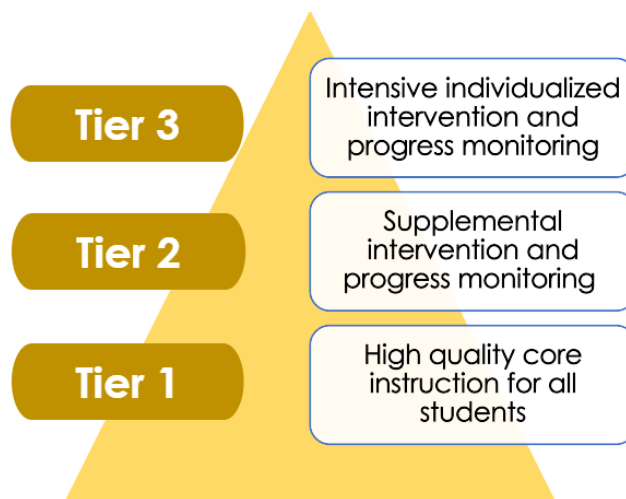 Tier 3
Intensive individualized
intervention and
progress monitoring
Tier 2
Supplemental
intervention and
progress monitoring
Tier 1
High quality core
instruction for all
students